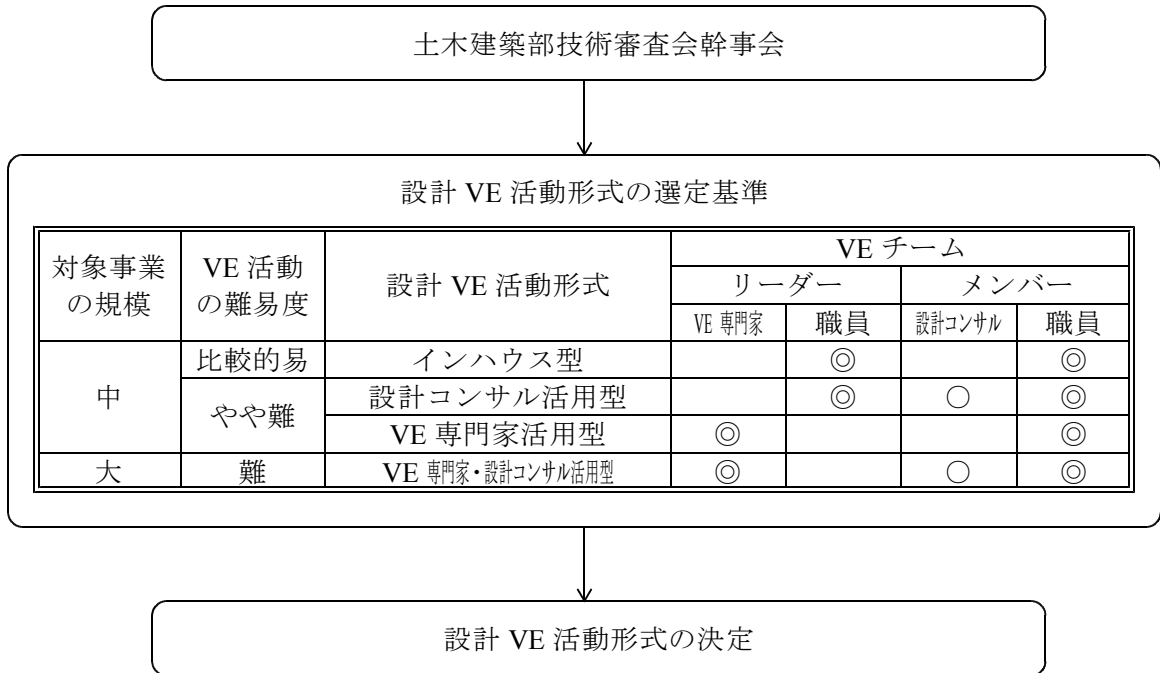 土木建築部技術審査会幹事会
設計 VE 活動形式の選定基準
対象事業
の規模
VE 活動
の難易度
設計 VE 活動形式
VE チーム
リーダー
メンバー
VE 専門家
職員
設計コンサル
職員
中
比較的易
インハウス型
◎
◎
やや難
設計コンサル活用型
◎
○
◎
VE 専門家活用型
◎
◎
大
難
VE 専門家・設計コンサル活用型
◎
○
◎
設計 VE 活動形式の決定